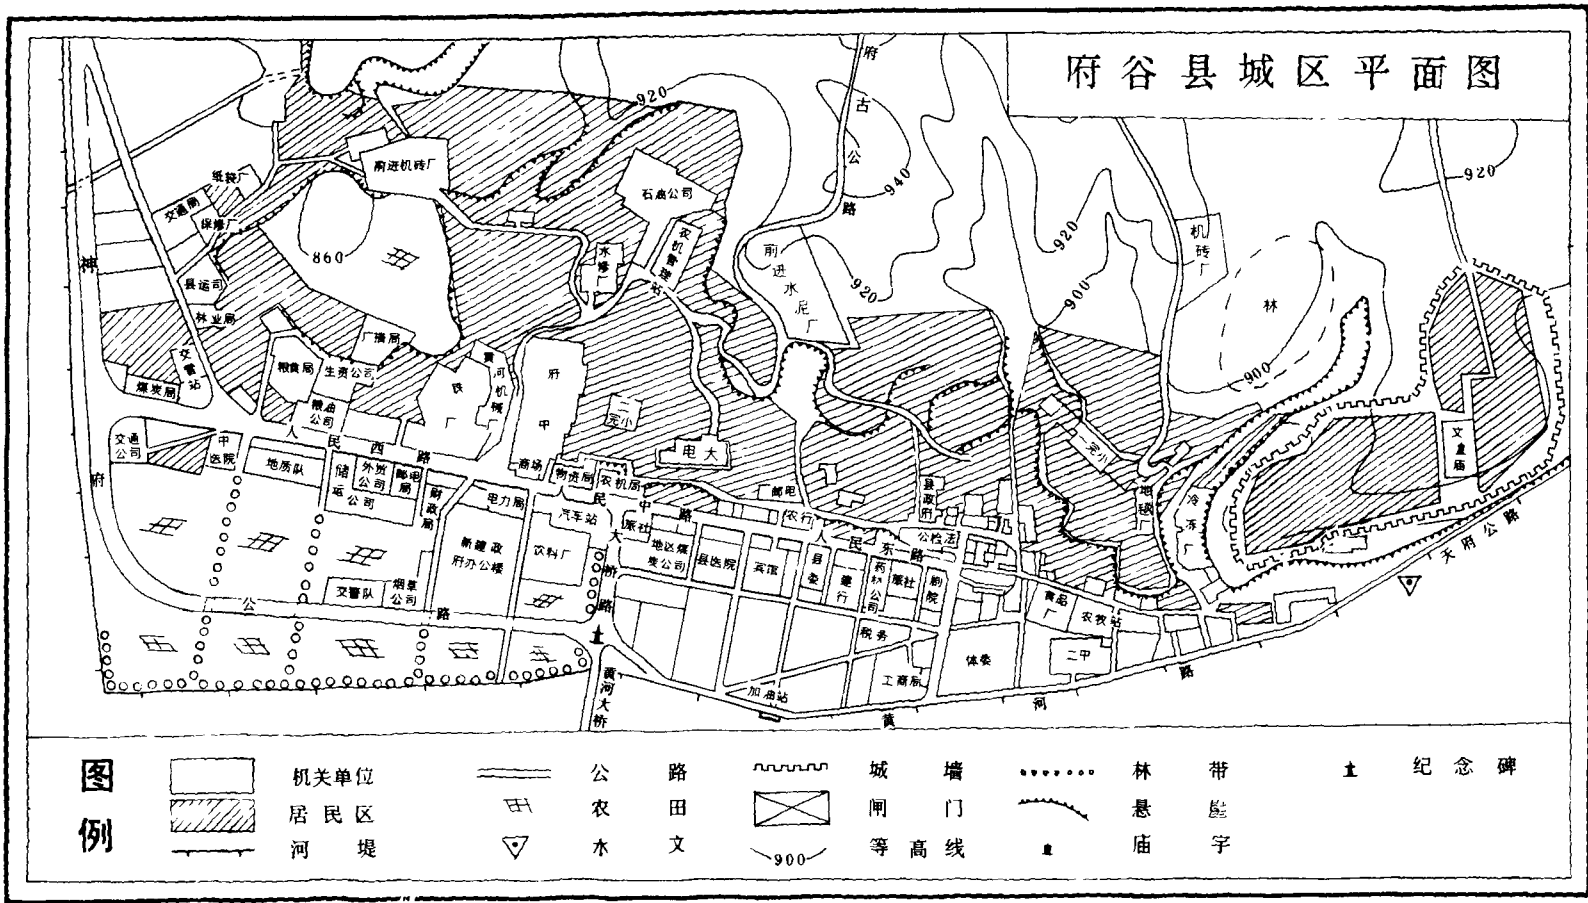 府谷县城区平面图
920
府古公路
940
920
920
920
900
900
860
前进机砖厂
纸袋厂
交通局
保修厂
石油公司
农机管理站
水修厂
前进水泥厂
机砖厂
林
神府公路
县运司
林业局
交管站
煤炭局
广播局
粮食局
生资公司
粮油公司
铁厂
黄河机械厂
府中
一完小
电大
二完小
地毯厂
冷冻厂
文庙
人民西路
交通公司
中医院
地质队
储运公司
外贸公司
邮电局
财政局
电力局
商场
物资局
农机局
人民中路
邮电
农行
县政府
公检法
人民东路
汽车站
旅社
大桥路
新建政府办公楼
饮料厂
地区煤炭公司
县医院
宾馆
县委
建行
药材公司
旅社
剧院
食品厂
农牧站
天府公路
交警队
烟草公司
税务
体委
二中
工商局
加油站
黄河大桥
黄河路
图例
机关单位
公路
城墙
林带
纪念碑
居民区
农田
闸门
悬崖
河堤
水文
900
等高线
庙宇